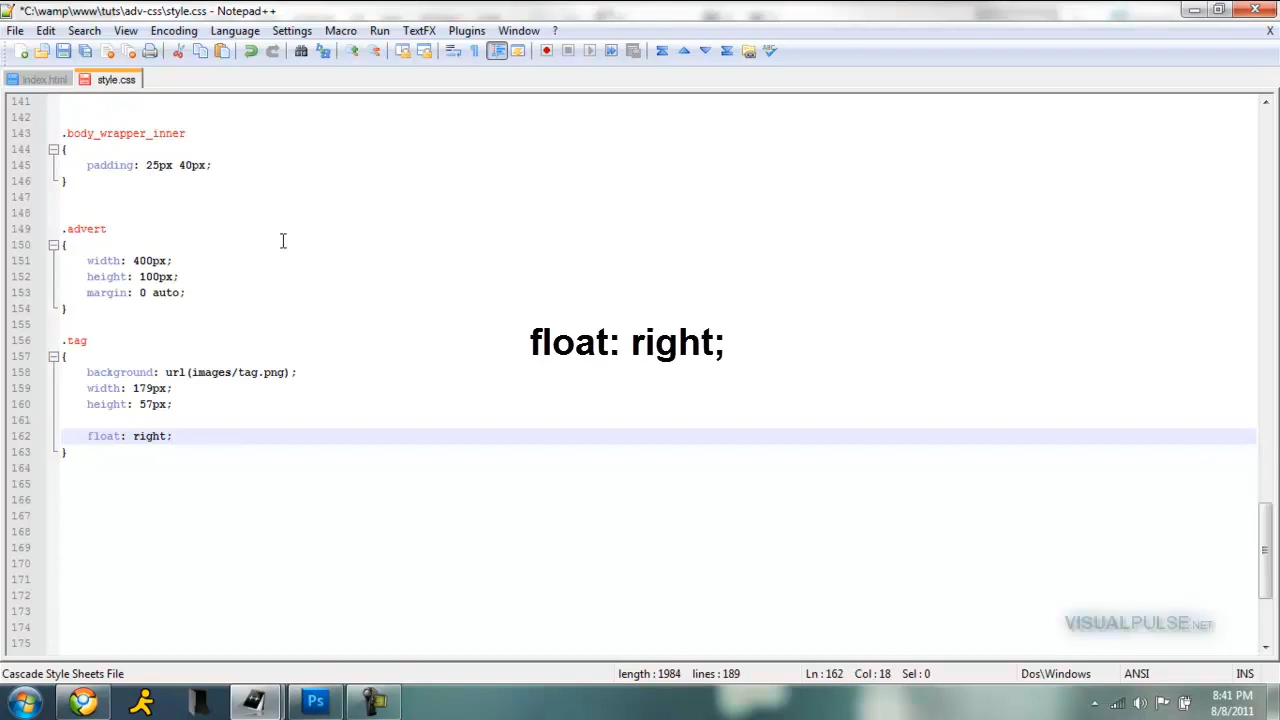 *C:\wamp\www\tuts\adv-css\style.css - Notepad++
File Edit Search View Encoding Language Settings Macro Run TextFX Plugins Window ? X
index.html style.css
141
142
143 .body_wrapper_inner
144 {
145 padding: 25px 40px;
146 }
147
148
149 .advert
150 {
151 width: 400px;
152 height: 100px;
153 margin: 0 auto;
154 }
155
156 .tag
float: right;
157 {
158 background: url(images/tag.png);
159 width: 179px;
160 height: 57px;
161
162 float: right;
163 }
164
165
166
167
168
169
170
171
172
173
174
175
VISUALPULSE.NET
Cascade Style Sheets File length : 1984 lines : 189 Ln : 162 Col : 18 Sel : 0 Dos\Windows ANSI INS
Ps
8:41 PM
8/8/2011